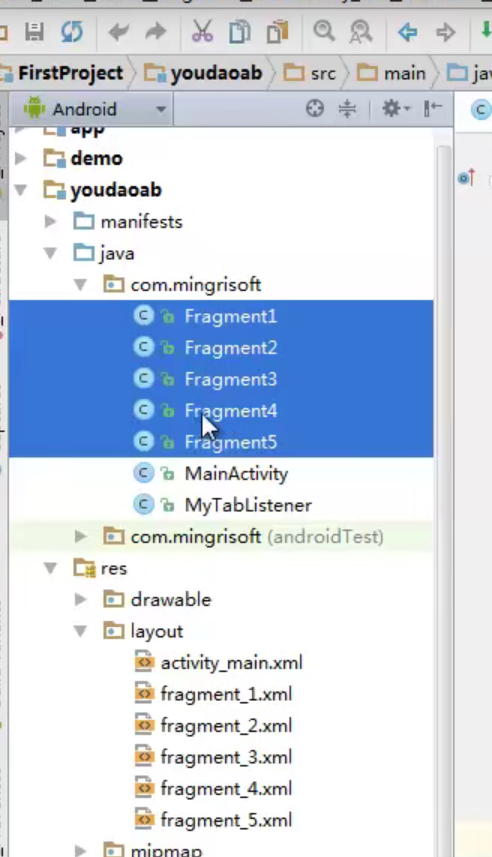 FirstProject youdaoab src main
Android
app
demo
youdaoab
manifests
java
com.mingrisoft
Fragment1
Fragment2
Fragment3
Fragment4
Fragment5
MainActivity
MyTabListener
com.mingrisoft (androidTest)
res
drawable
layout
activity_main.xml
fragment_1.xml
fragment_2.xml
fragment_3.xml
fragment_4.xml
fragment_5.xml
mipmap